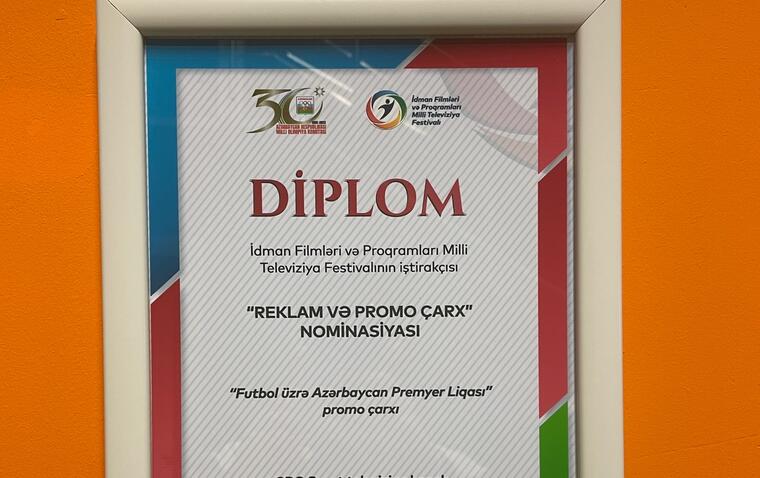 30
AZƏRBAYCAN RESPUBLİKASI
MİLLİ OLİMPİYA KOMİTƏSİ
İdman Filmləri
və Proqramları
Milli Televiziya
Festivalı
DİPLOM
İdman Filmləri və Proqramları Milli
Televiziya Festivalının iştirakçısı
“REKLAM VƏ PROMO ÇARX”
NOMİNASİYASI
“Futbol üzrə Azərbaycan Premyer Liqası”
promo çarxı